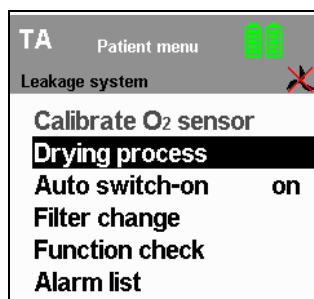 TA Patient menu
Leakage system
Calibrate O₂ sensor
Drying process
Auto switch-on on
Filter change
Function check
Alarm list